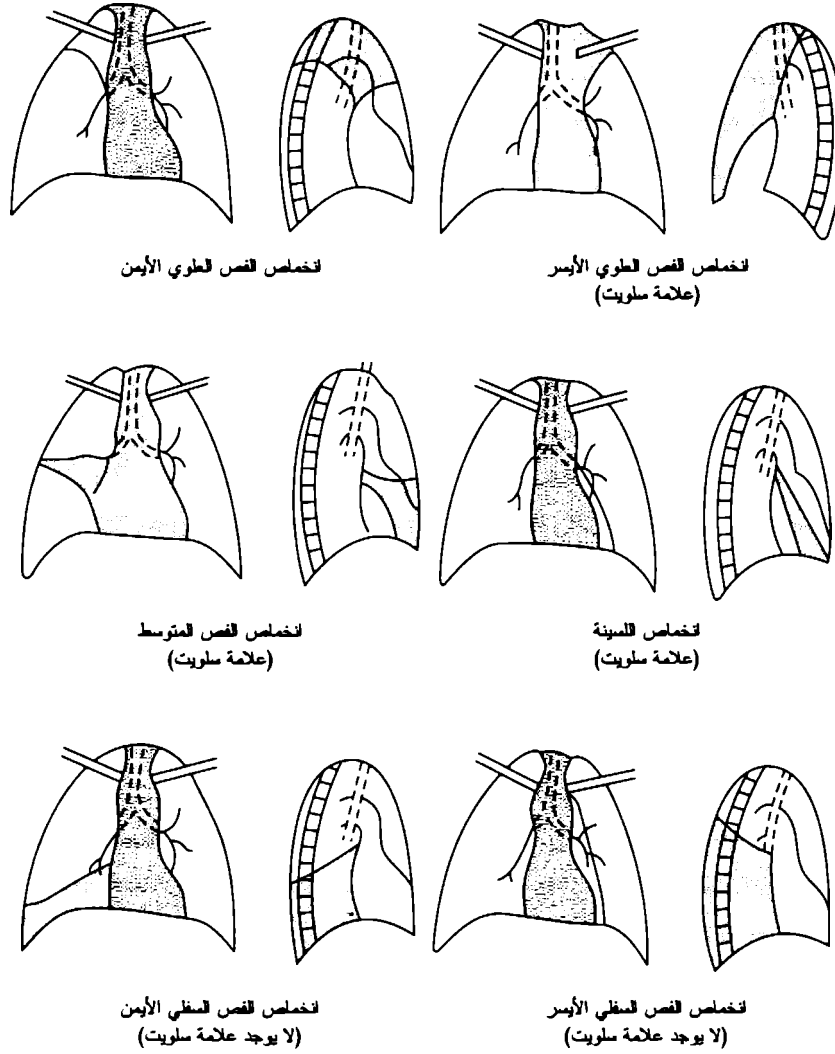 انخماص الفص العلوي الأيمن
انخماص الفص العلوي الأيسر
(علامة سلويت)
انخماص الفص المتوسط
(علامة سلويت)
انخماص اللسينة
(علامة سلويت)
انخماص الفص السفلي الأيمن
(لا يوجد علامة سلويت)
انخماص الفص السفلي الأيسر
(لا يوجد علامة سلويت)